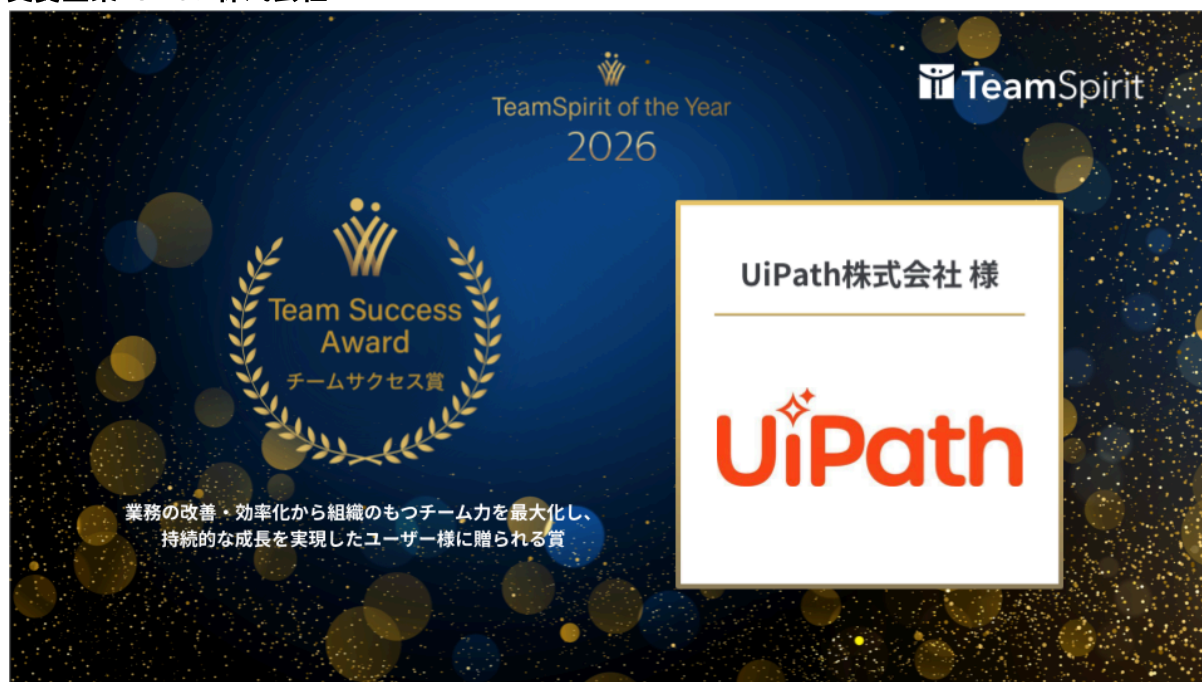 TeamSpirit of the Year
2026
TeamSpirit
Team Success
Award
チームサクセス賞
業務の改善・効率化から組織のもつチーム力を最大化し、
持続的な成長を実現したユーザー様に贈られる賞
UiPath株式会社 様
UiPath